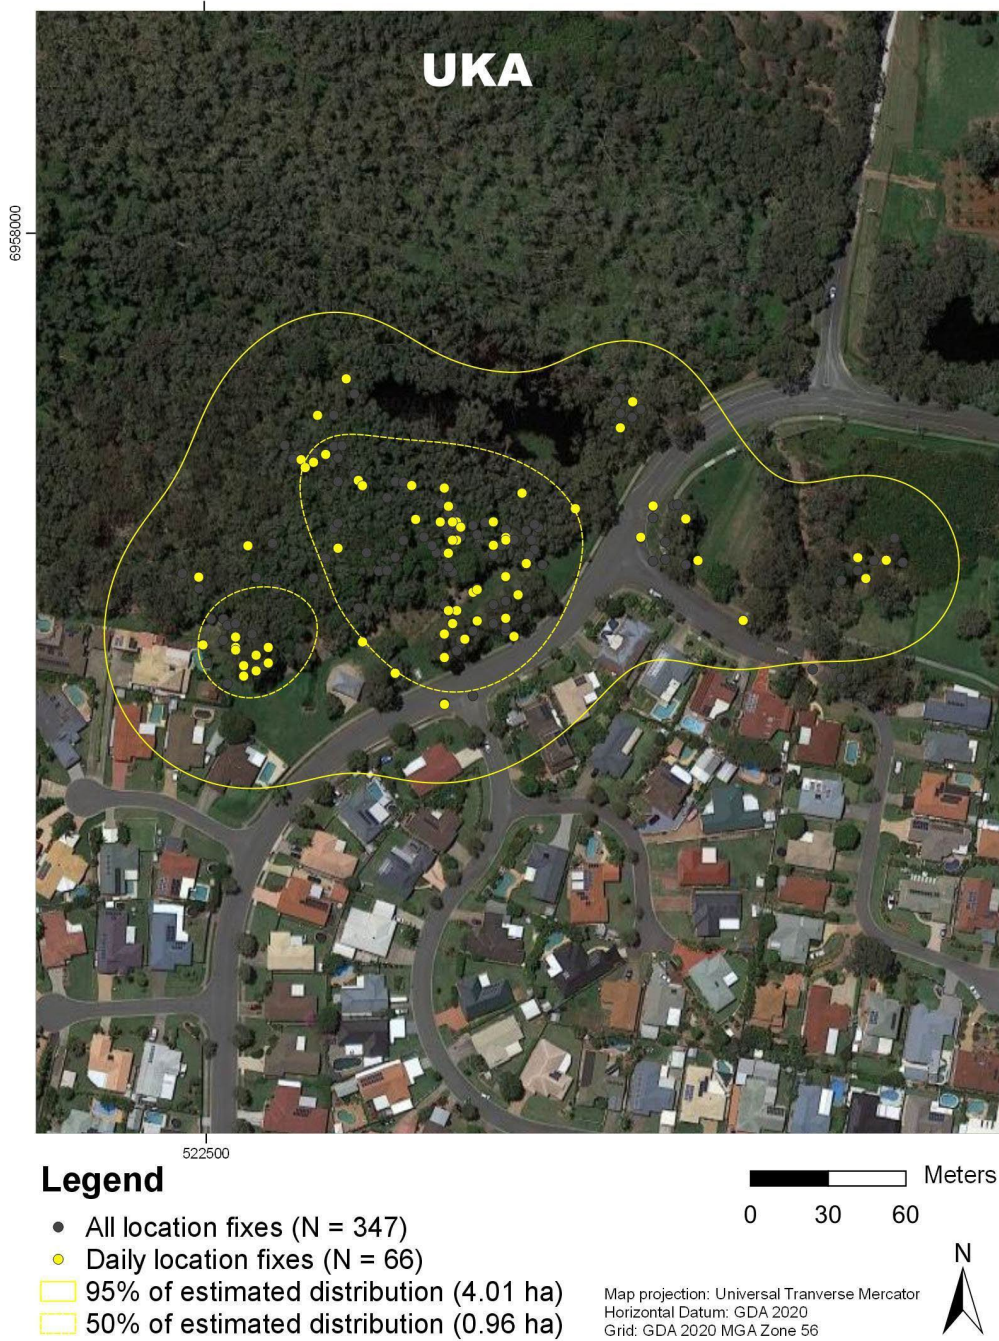 UKA
6958000
522500
Legend
All location fixes (N = 347)
Daily location fixes (N = 66)
95% of estimated distribution (4.01 ha)
50% of estimated distribution (0.96 ha)
Meters
0 30 60
N
Map projection: Universal Tranverse Mercator
Horizontal Datum: GDA 2020
Grid: GDA 2020 MGA Zone 56